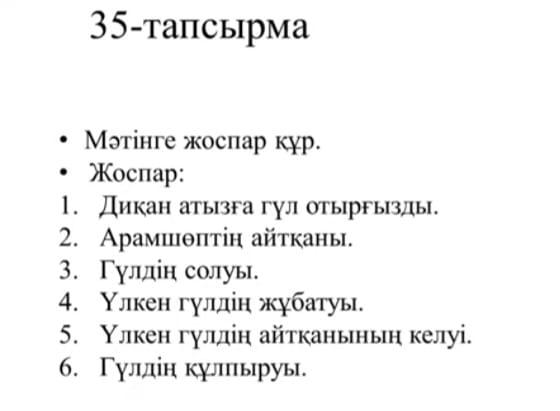 35-тапсырма
• Мәтінге жоспар құр.
• Жоспар:
1. Диқан атызға гүл отырғызды.
2. Арамшөптің айтқаны.
3. Гүлдің солуы.
4. Үлкен гүлдің жұбатуы.
5. Үлкен гүлдің айтқанының келуі.
6. Гүлдің құлпыруы.